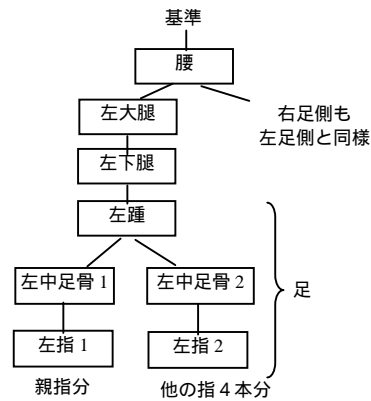 基準
腰
左大腿
右足側も
左足側と同様
左下腿
左踵
左中足骨 1
左中足骨 2
足
左指 1
左指 2
親指分
他の指４本分